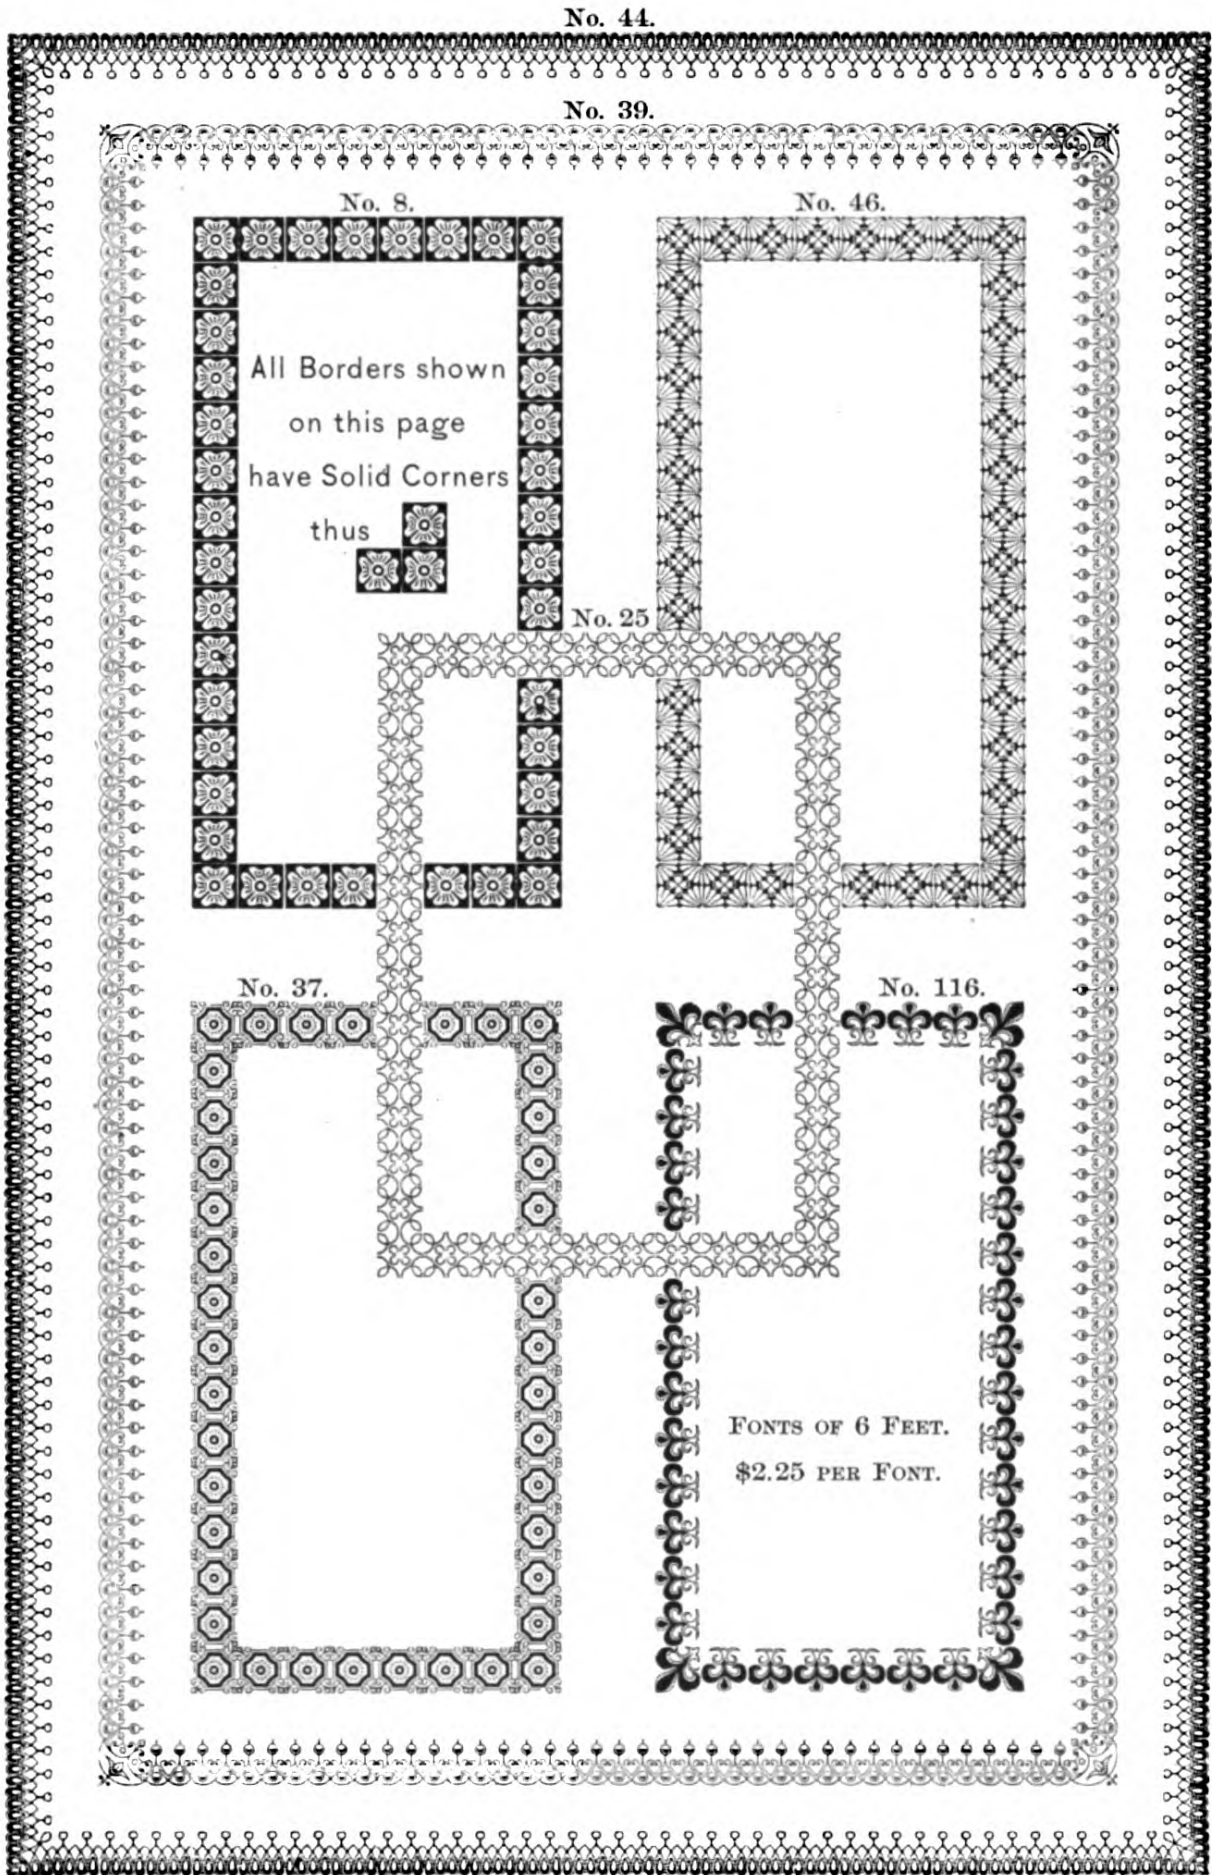 No. 44.
No. 39.
No. 8.
No. 46.
All Borders shown
on this page
have Solid Corners
thus
No. 25
No. 37.
No. 116.
Fonts of 6 Feet.
$2.25 per Font.